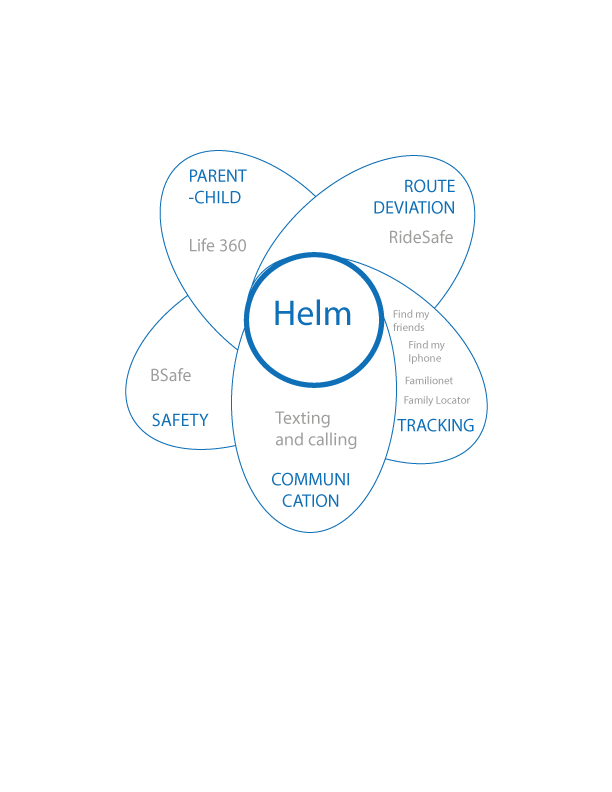 PARENT
-CHILD
Life 360
ROUTE
DEVIATION
RideSafe
Helm
Find my
friends
Find my
Iphone
Familionet
Family Locator
TRACKING
BSafe
SAFETY
Texting
and calling
COMMUNI
CATION